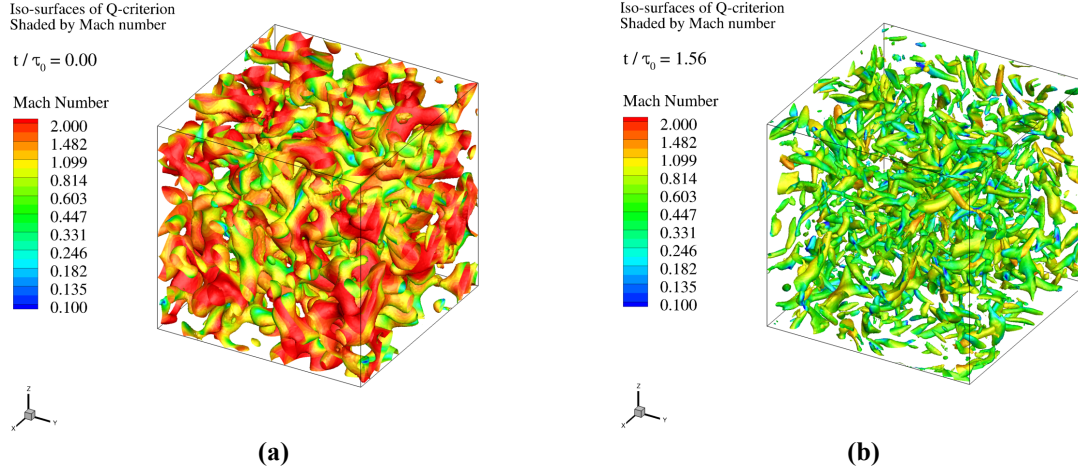 Iso-surfaces of Q-criterion
Shaded by Mach number
t / τ₀ = 0.00
Mach Number
2.000
1.482
1.099
0.814
0.603
0.447
0.331
0.246
0.182
0.135
0.100
Z
X
Y
(a)
Iso-surfaces of Q-criterion
Shaded by Mach number
t / τ₀ = 1.56
Mach Number
2.000
1.482
1.099
0.814
0.603
0.447
0.331
0.246
0.182
0.135
0.100
Z
X
Y
(b)